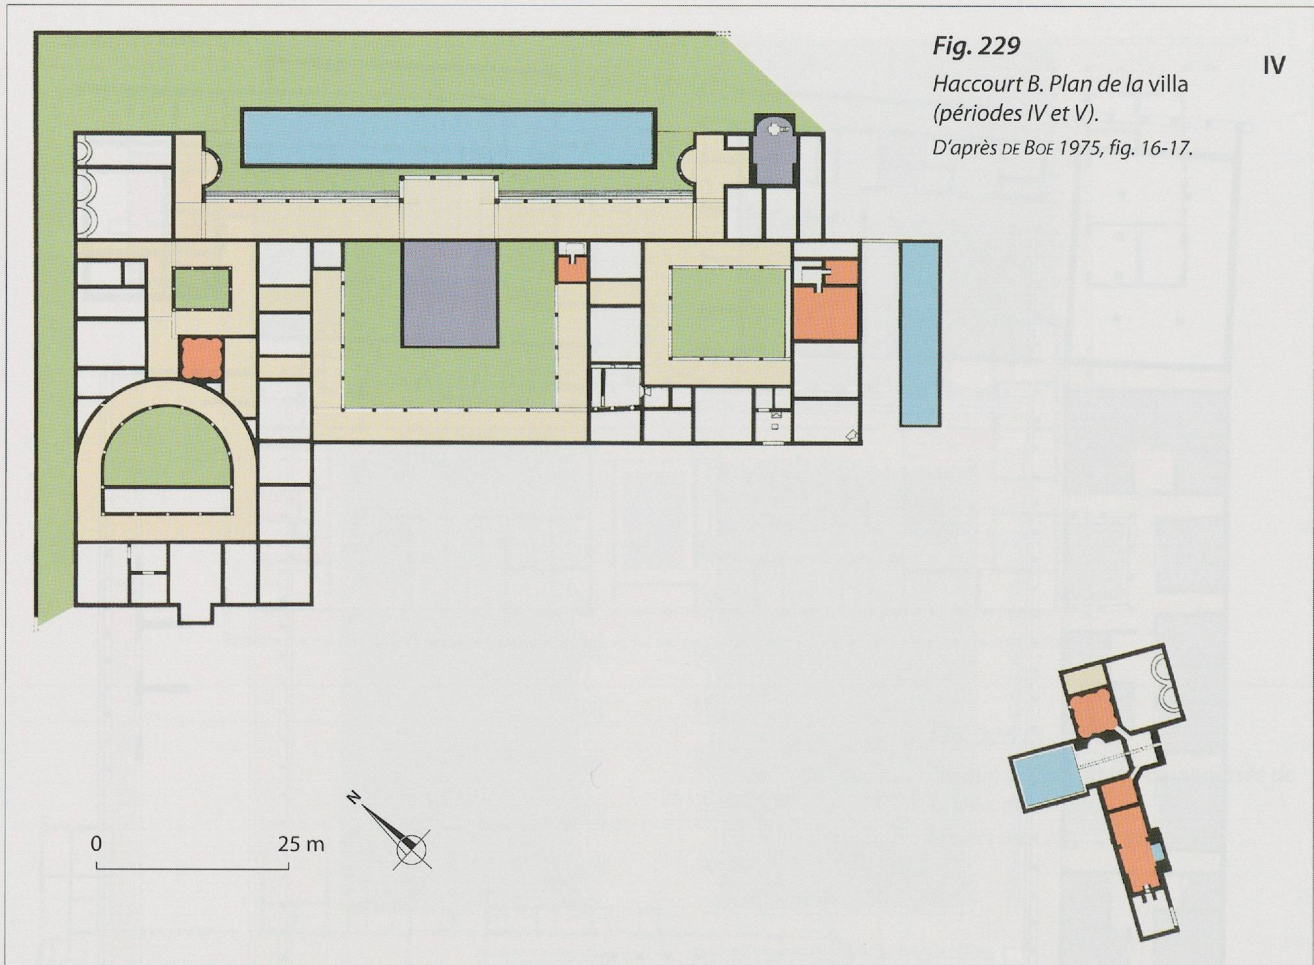 Fig. 229
IV
Haccourt B. Plan de la villa
(périodes IV et V).
D'après DE BOE 1975, fig. 16-17.
N
0 25 m